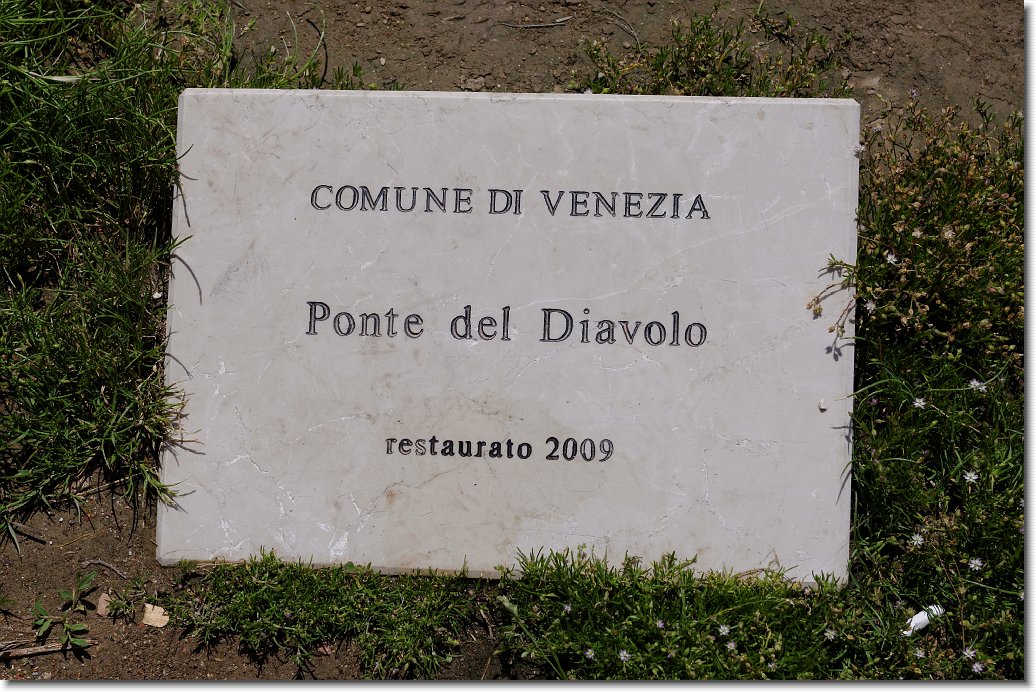 COMUNE DI VENEZIA
Ponte del Diavolo
restaurato 2009